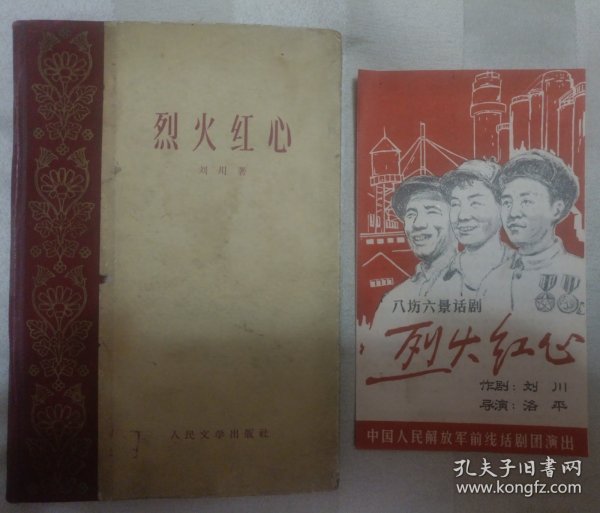 烈火红心
刘川著
人民文学出版社
八场六景话剧
烈火红心
作剧：刘川
导演：洛平
中国人民解放军前线话剧团演出
孔夫子旧书网
www.kongfz.com